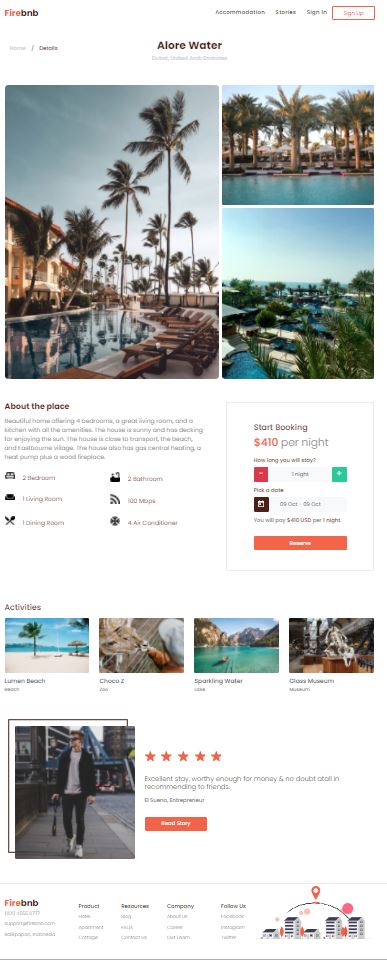 Firebnb
Accommodation Stories Sign In Sign Up
Home / Details
Alore Water
Dubai, United Arab Emirates
About the place
Beautiful home offering 4 bedrooms, a great living room, and a
kitchen with all the amenities. The house is sunny and has decking
for enjoying the sun. The house is close to transport, the beach,
and Eastbourne village. The house also has gas central heating, a
heat pump plus a wood fireplace.
2 Bedroom
2 Bathroom
1 Living Room
100 Mbps
1 Dining Room
4 Air Conditioner
Start Booking
$410 per night
How long you will stay?
- 1 night +
Pick a date
09 Oct - 09 Oct
You will pay $410 USD per 1 night
Reserve
Activities
Lumen Beach
Beach
Choco Z
Zoo
Sparkling Water
Lake
Glass Museum
Museum
Excellent stay, worthy enough for money & no doubt atall in
recommending to friends.
El Sueno, Entrepreneur
Read Story
Firebnb
support@firebnb.com
Balikpapan, Indonesia
Product
Hotel
Apartment
Cottage
Resources
Blog
FAQs
Contact Us
Company
About Us
Career
Our Team
Follow Us
Facebook
Instagram
Twitter